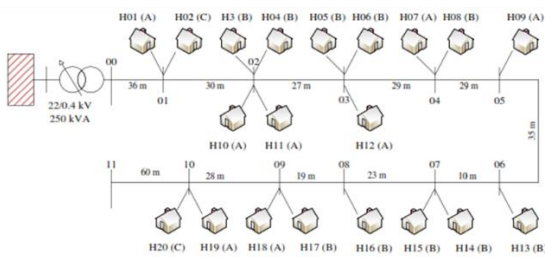 H01 (A) H02 (C) H3 (B) H04 (B) H05 (B) H06 (B) H07 (A) H08 (B) H09 (A)
00 02
36 m 30 m 27 m 29 m 29 m
01 03 04 05
22/0.4 kV
250 kVA
H10 (A) H11 (A) H12 (A)
35 m
11 10 09 08 07 06
60 m 28 m 19 m 23 m 10 m
H20 (C) H19 (A) H18 (A) H17 (B) H16 (B) H15 (B) H14 (B) H13 (B